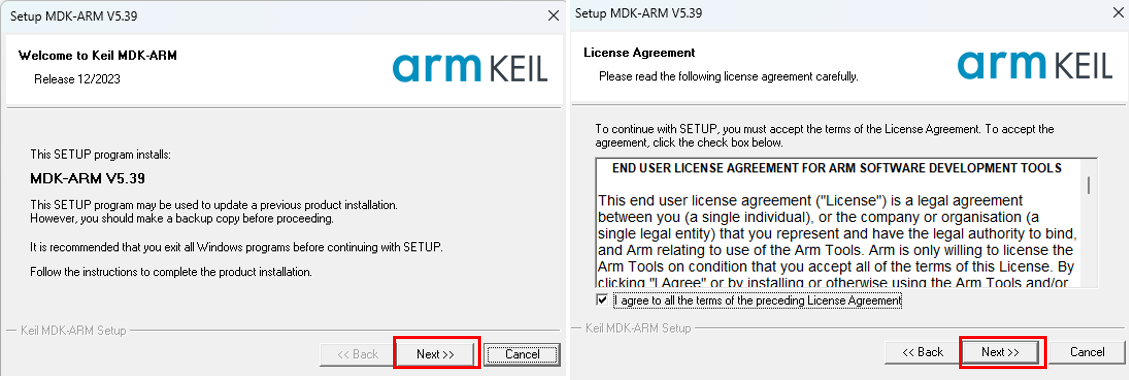 Setup MDK-ARM V5.39
Welcome to Keil MDK-ARM
Release 12/2023
arm KEIL
This SETUP program installs:
MDK-ARM V5.39
This SETUP program may be used to update a previous product installation.
However, you should make a backup copy before proceeding.
It is recommended that you exit all Windows programs before continuing with SETUP.
Follow the instructions to complete the product installation.
Keil MDK-ARM Setup
<< Back
Next >>
Cancel
Setup MDK-ARM V5.39
License Agreement
Please read the following license agreement carefully.
arm KEIL
To continue with SETUP, you must accept the terms of the License Agreement. To accept the
agreement, click the check box below.
END USER LICENSE AGREEMENT FOR ARM SOFTWARE DEVELOPMENT TOOLS
This end user license agreement ("License") is a legal agreement
between you (a single individual), or the company or organisation (a
single legal entity) that you represent and have the legal authority to bind,
and Arm relating to use of the Arm Tools. Arm is only willing to license the
Arm Tools on condition that you accept all of the terms of this License. By
clicking "I Agree" or by installing or otherwise using the Arm Tools and/or
I agree to all the terms of the preceding License Agreement
Keil MDK-ARM Setup
<< Back
Next >>
Cancel